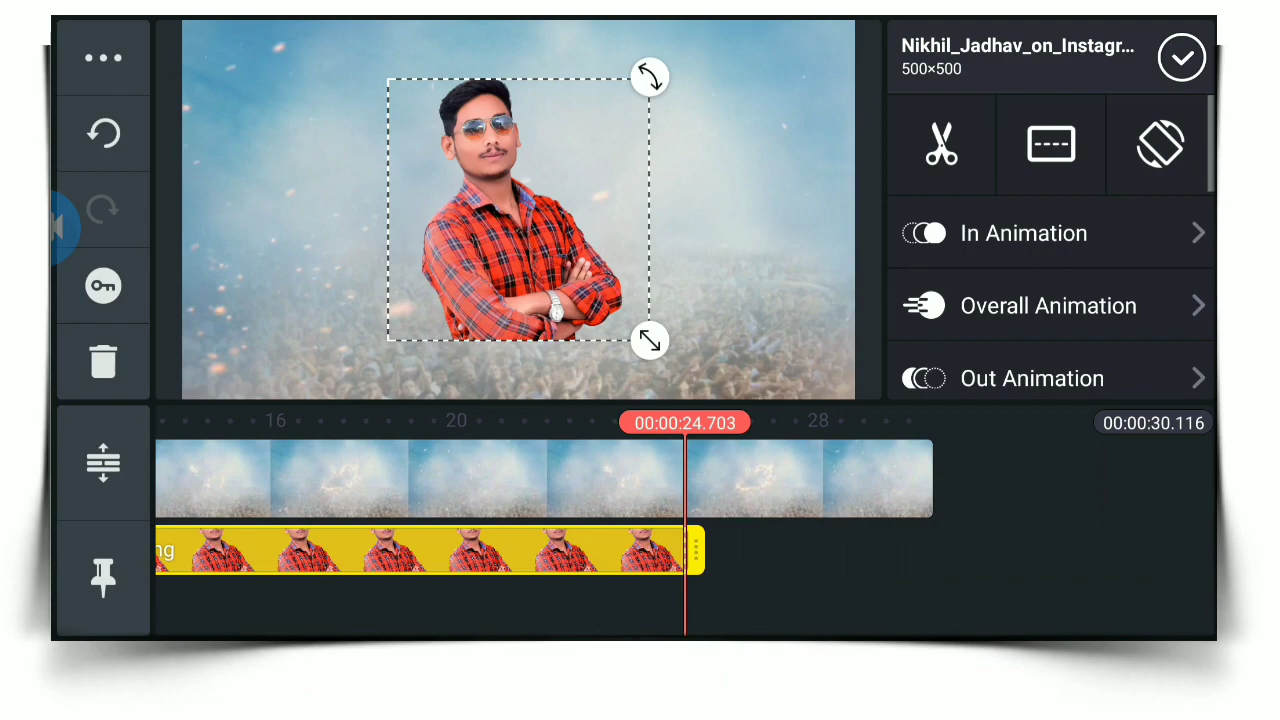 Nikhil_Jadhav_on_Instagr...
500×500
In Animation
Overall Animation
Out Animation
16
20
00:00:24.703
28
00:00:30.116
ng